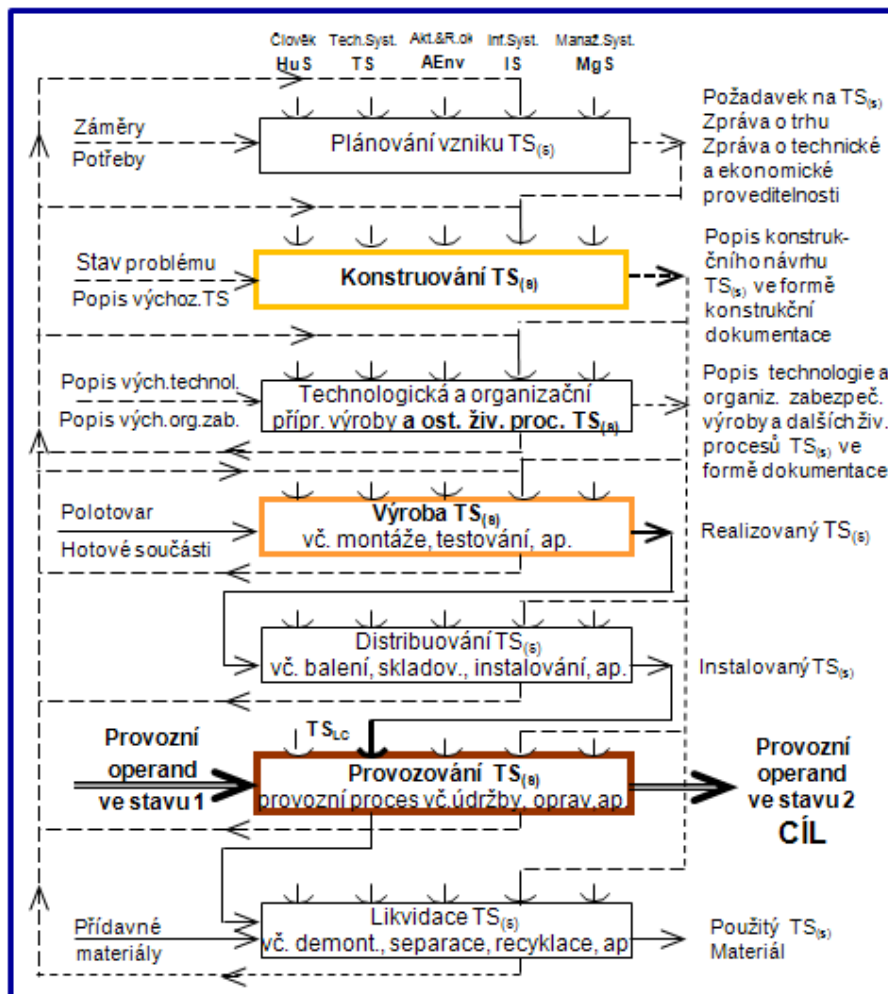 Člověk Tech.Syst. Akt.&R.ok Inf.Syst. Manaž.Syst.
HuS TS AEnv IS MgS
Záměry
Potřeby
Plánování vzniku TS(s)
Požadavek na TS(s)
Zpráva o trhu
Zpráva o technické
a ekonomické
proveditelnosti
Stav problému
Popis výchoz.TS
Konstruování TS(s)
Popis konstruk-
čního návrhu
TS(s) ve formě
konstrukční
dokumentace
Popis vých.technol.
Popis vých.org.zab.
Technologická a organizační
přípr. výroby a ost. živ. proc. TS(s)
Popis technologie a
organiz. zabezpeč.
výroby a dalších živ.
procesů TS(s) ve
formě dokumentace
Polotovar
Hotové součásti
Výroba TS(s)
vč. montáže, testování, ap.
Realizovaný TS(s)
Distribuování TS(s)
vč. balení, skladov., instalování, ap.
Instalovaný TS(s)
TSLC
Provozní
operand
ve stavu 1
Provozování TS(s)
provozní proces vč.údržby, oprav,ap.
Provozní
operand
ve stavu 2
CÍL
Přídavné
materiály
Likvidace TS(s)
vč. demont., separace, recyklace, ap
Použitý TS(s)
Materiál